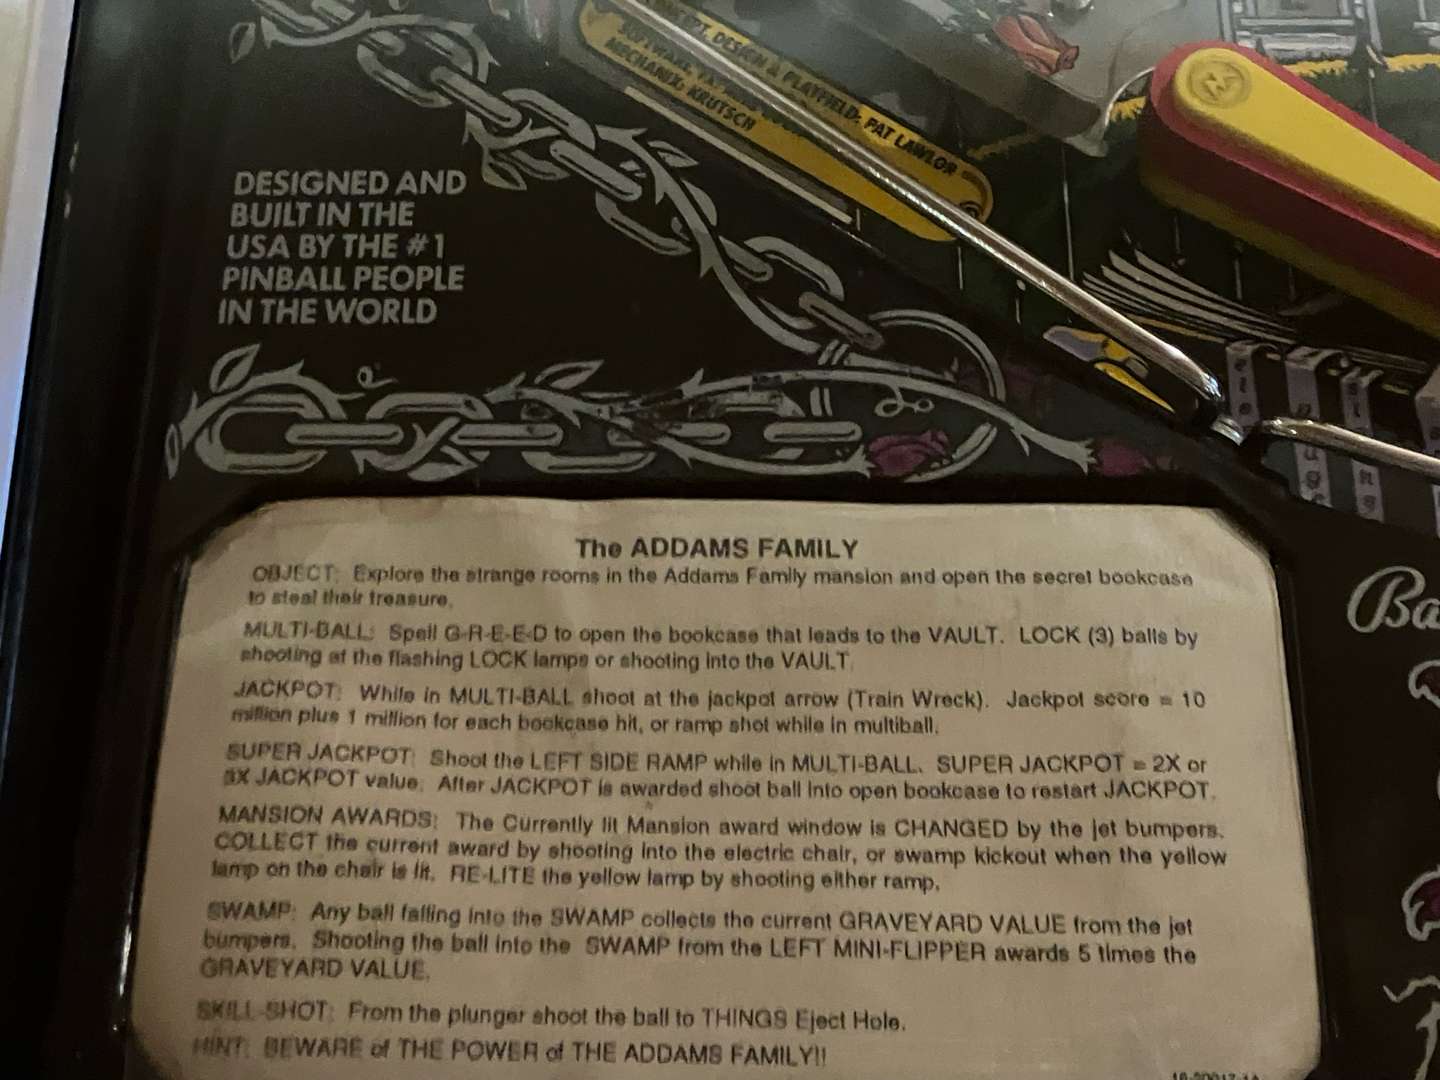 DESIGN & PLAYFIELD: PAT LAWLOR
SOFTWARE:
MECHANIX: KRUTSCH
DESIGNED AND
BUILT IN THE
USA BY THE #1
PINBALL PEOPLE
IN THE WORLD
The ADDAMS FAMILY
OBJECT: Explore the strange rooms in the Addams Family mansion and open the secret bookcase
to steal their treasure.
MULTI-BALL: Spell G-R-E-E-D to open the bookcase that leads to the VAULT. LOCK (3) balls by
shooting at the flashing LOCK lamps or shooting into the VAULT.
JACKPOT: While in MULTI-BALL shoot at the jackpot arrow (Train Wreck). Jackpot score = 10
million plus 1 million for each bookcase hit, or ramp shot while in multiball.
SUPER JACKPOT: Shoot the LEFT SIDE RAMP while in MULTI-BALL. SUPER JACKPOT = 2X or
3X JACKPOT value. After JACKPOT is awarded shoot ball into open bookcase to restart JACKPOT.
MANSION AWARDS: The Currently lit Mansion award window is CHANGED by the jet bumpers.
COLLECT the current award by shooting into the electric chair, or swamp kickout when the yellow
lamp on the chair is lit. RE-LITE the yellow lamp by shooting either ramp.
SWAMP: Any ball falling into the SWAMP collects the current GRAVEYARD VALUE from the jet
bumpers. Shooting the ball into the SWAMP from the LEFT MINI-FLIPPER awards 5 times the
GRAVEYARD VALUE.
SKILL-SHOT: From the plunger shoot the ball to THINGS Eject Hole.
HINT: BEWARE of THE POWER of THE ADDAMS FAMILY!!
Ba